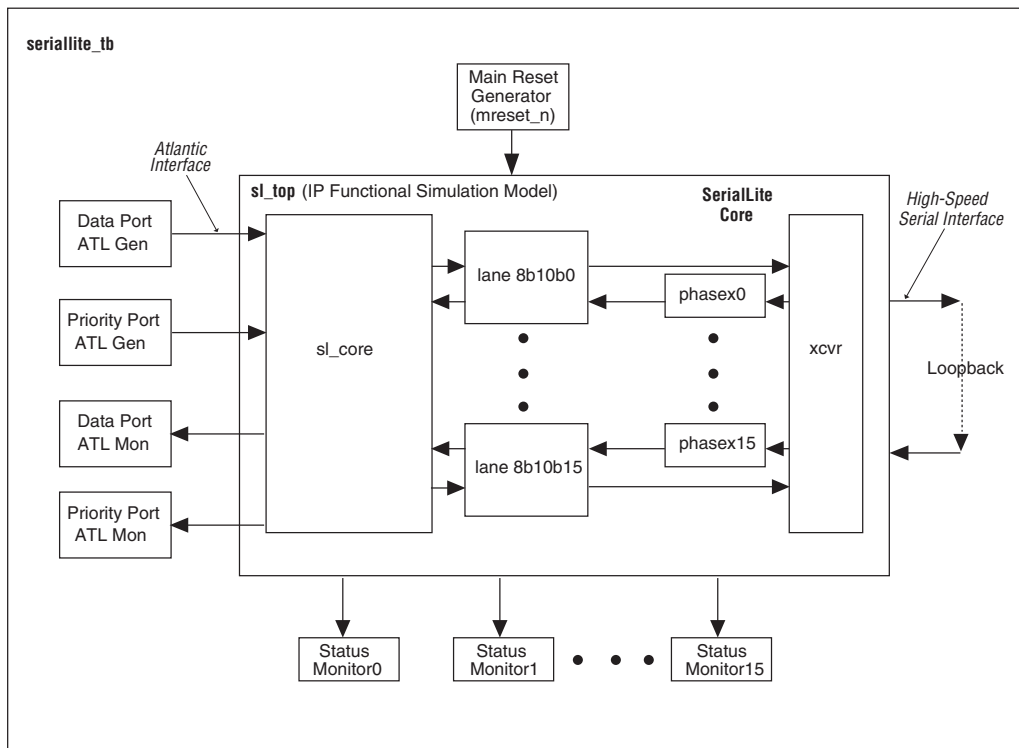 seriallite_tb
Main Reset
Generator
(mreset_n)
Atlantic
Interface
sl_top (IP Functional Simulation Model)
SerialLite
Core
High-Speed
Serial Interface
Data Port
ATL Gen
Priority Port
ATL Gen
Data Port
ATL Mon
Priority Port
ATL Mon
sl_core
lane 8b10b0
phasex0
xcvr
Loopback
lane 8b10b15
phasex15
Status
Monitor0
Status
Monitor1
Status
Monitor15